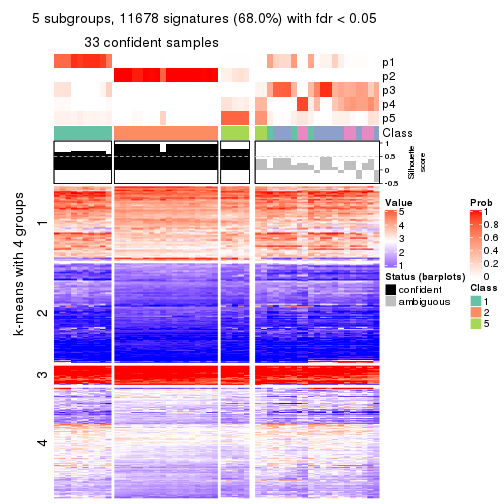 5 subgroups, 11678 signatures (68.0%) with fdr < 0.05
33 confident samples
p1
p2
p3
p4
p5
Class
1
0.5
0
-0.5
Silhouette
score
k-means with 4 groups
1
2
3
4
Value
5
4
3
2
1
Status (barplots)
confident
ambiguous
Prob
1
0.8
0.6
0.4
0.2
0
Class
1
2
5